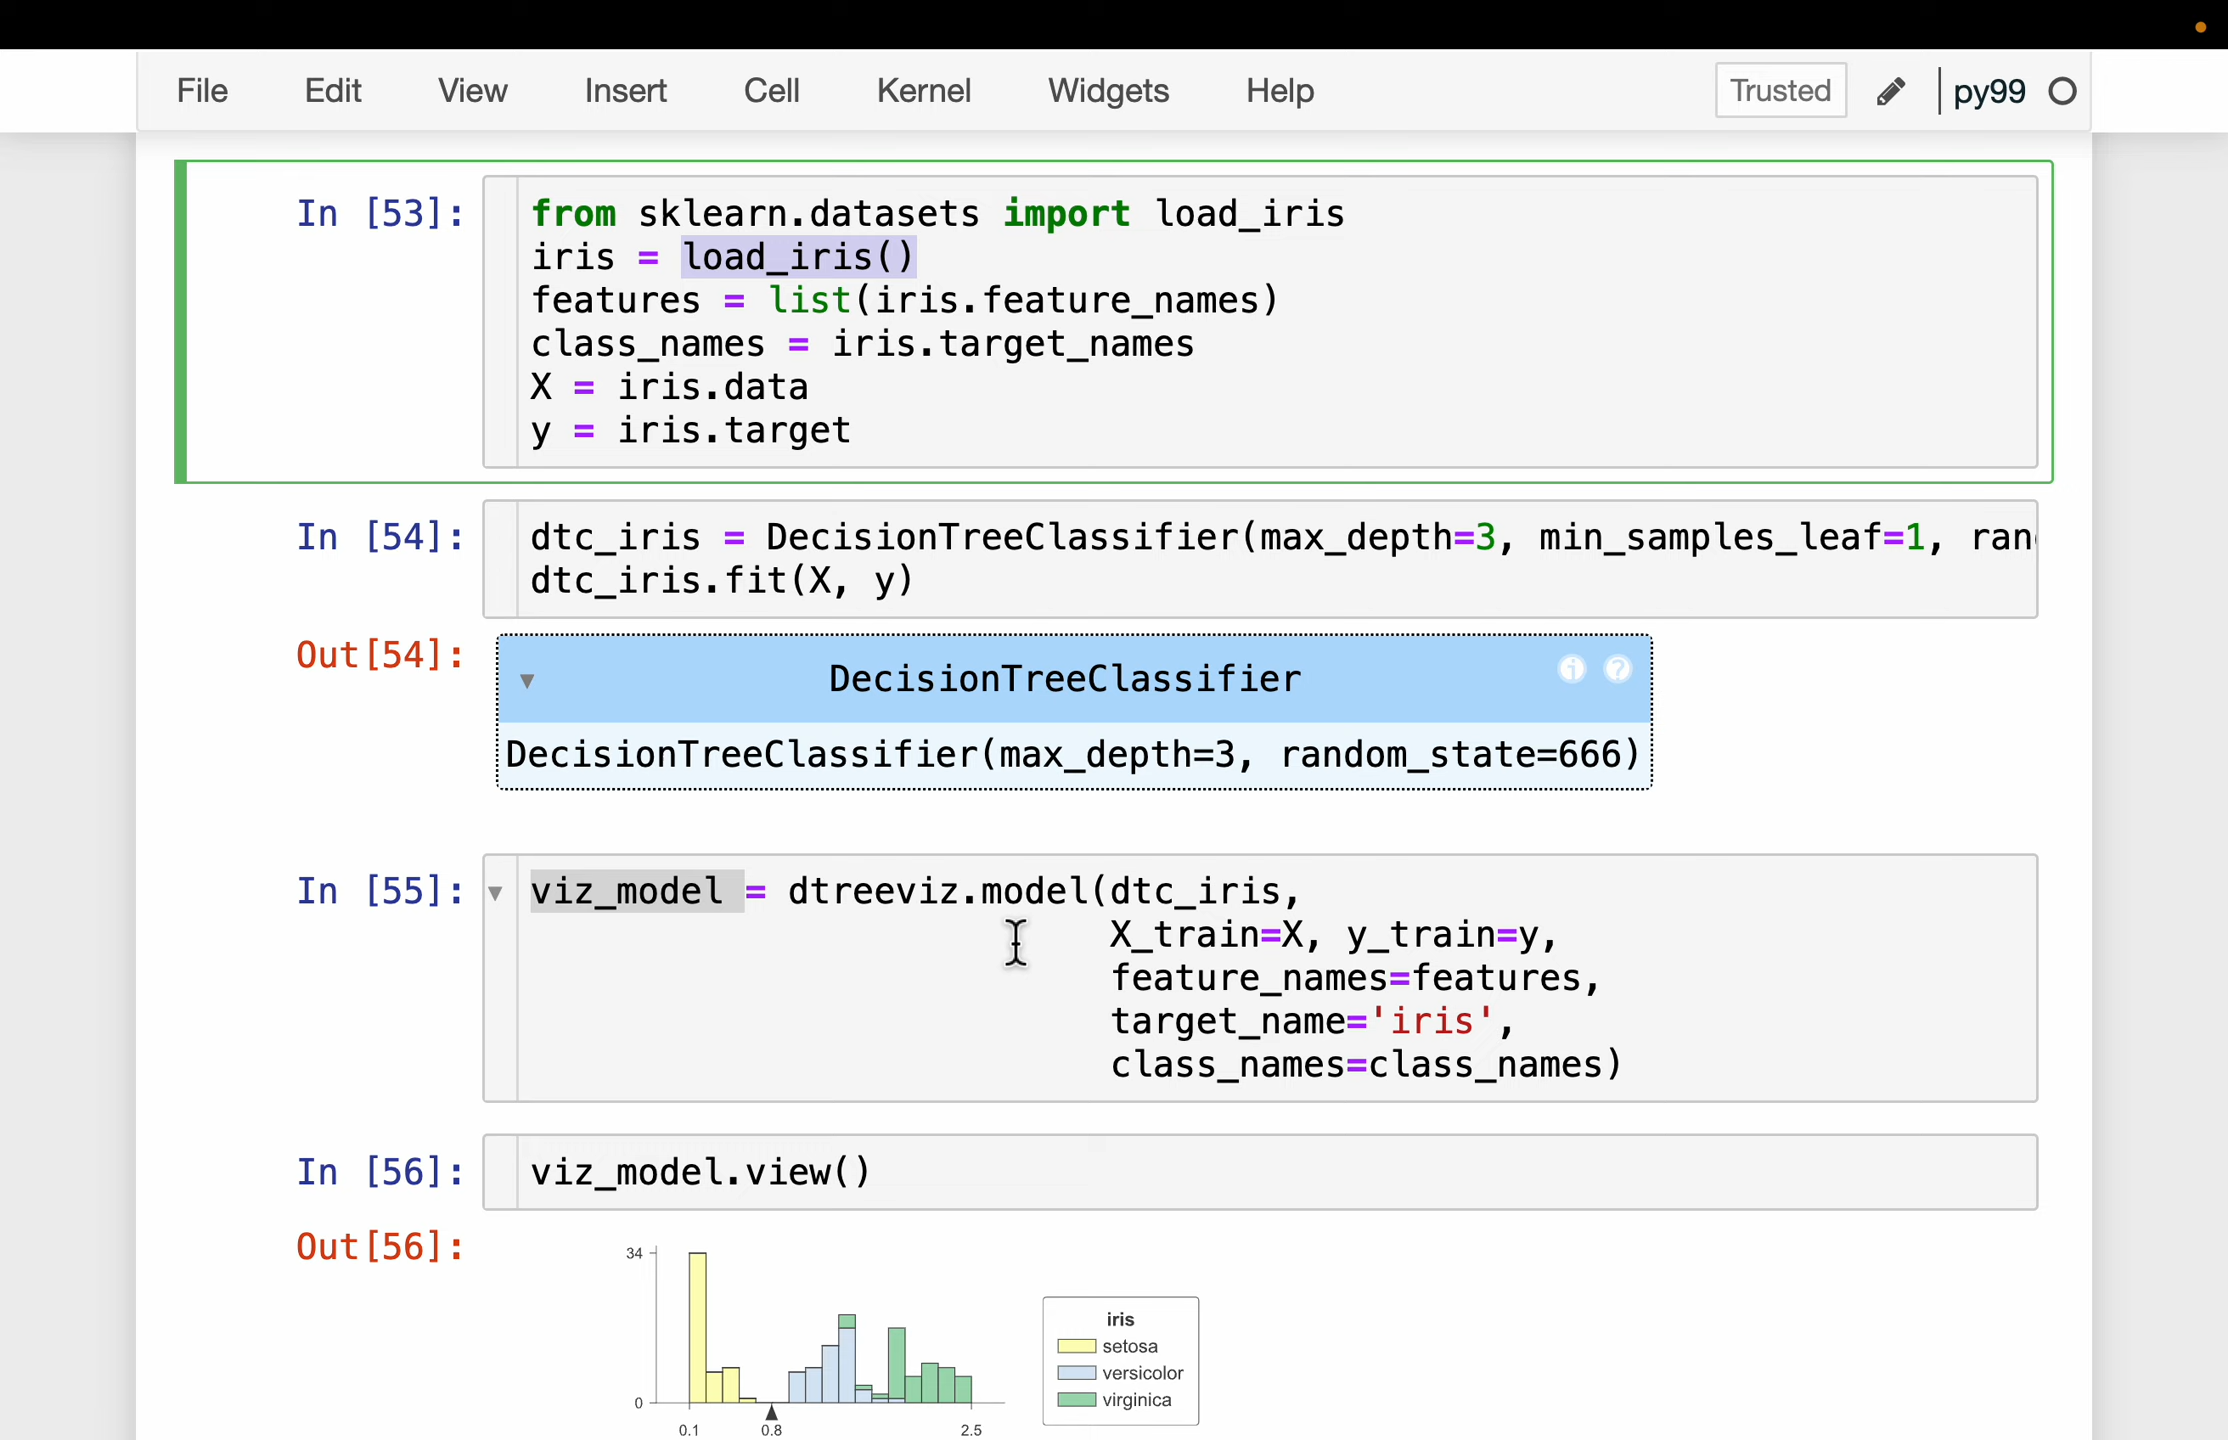 File Edit View Insert Cell Kernel Widgets Help Trusted py99
In [53]: from sklearn.datasets import load_iris
iris = load_iris()
features = list(iris.feature_names)
class_names = iris.target_names
X = iris.data
y = iris.target
In [54]: dtc_iris = DecisionTreeClassifier(max_depth=3, min_samples_leaf=1, ran
dtc_iris.fit(X, y)
Out[54]: DecisionTreeClassifier
DecisionTreeClassifier(max_depth=3, random_state=666)
In [55]: viz_model = dtreeviz.model(dtc_iris,
X_train=X, y_train=y,
feature_names=features,
target_name='iris',
class_names=class_names)
In [56]: viz_model.view()
Out[56]:
34
iris
setosa
versicolor
virginica
0
0.1 0.8 2.5